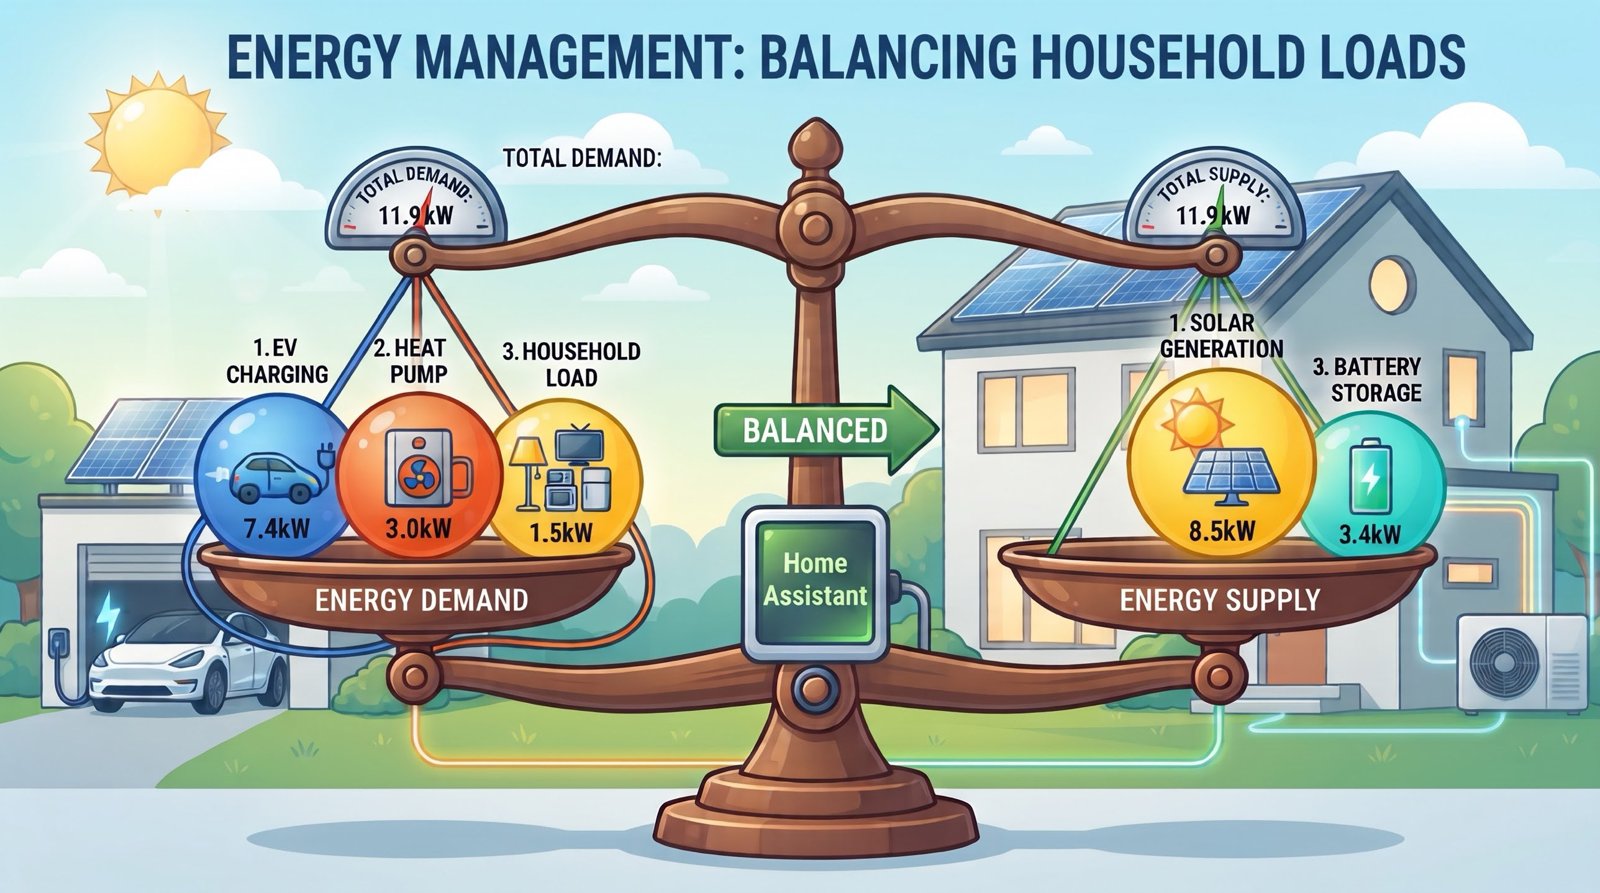 ENERGY MANAGEMENT: BALANCING HOUSEHOLD LOADS
TOTAL DEMAND:
11.9kW
TOTAL DEMAND:
TOTAL SUPPLY:
11.9kW
1. EV
CHARGING
2. HEAT
PUMP
3. HOUSEHOLD
LOAD
1. SOLAR
GENERATION
3. BATTERY
STORAGE
BALANCED
7.4kW
3.0kW
1.5kW
8.5kW
3.4kW
Home
Assistant
ENERGY DEMAND
ENERGY SUPPLY